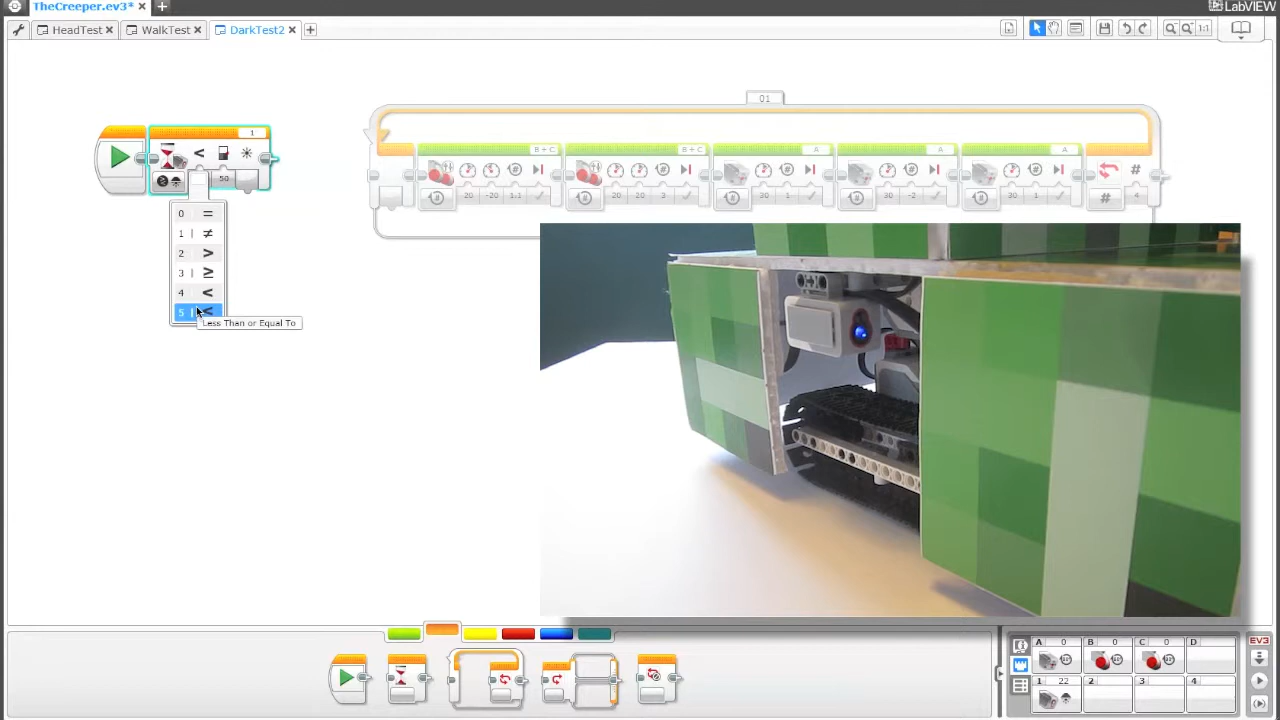 TheCreeper.ev3*
LabVIEW
HeadTest
WalkTest
DarkTest2
1:1
01
1
B + C
B + C
A
A
A
<
50
20 -20 1:1
20 20 3
30 1
30 -2
30 1
# 4
0 =
1 ≠
2 >
3 ≥
4 <
5 ≤
Less Than or Equal To
A 0 B 0 C 0 D
EV3
1 22 2 3 4